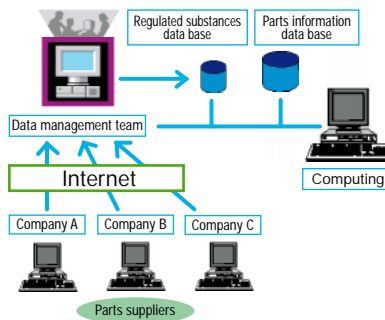 Regulated substances
data base
Parts information
data base
Data management team
Internet
Computing
Company A
Company B
Company C
Parts suppliers